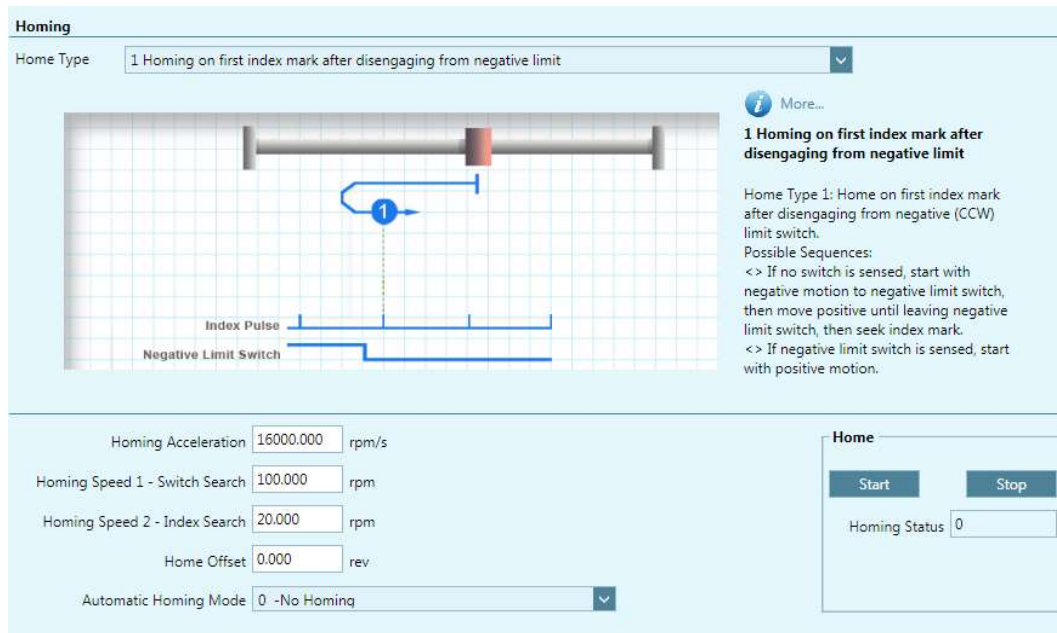 Homing
Home Type 1 Homing on first index mark after disengaging from negative limit
More...
1 Homing on first index mark after
disengaging from negative limit
Home Type 1: Home on first index mark
after disengaging from negative (CCW)
limit switch.
Possible Sequences:
<> If no switch is sensed, start with
negative motion to negative limit switch,
then move positive until leaving negative
limit switch, then seek index mark.
<> If negative limit switch is sensed, start
with positive motion.
1
Index Pulse
Negative Limit Switch
Homing Acceleration 16000.000 rpm/s
Homing Speed 1 - Switch Search 100.000 rpm
Homing Speed 2 - Index Search 20.000 rpm
Home Offset 0.000 rev
Automatic Homing Mode 0 -No Homing
Home
Start Stop
Homing Status 0